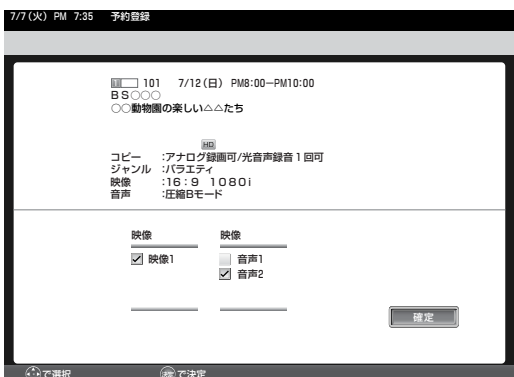 7/7(火) PM 7:35 予約登録
101 7/12(日) PM8:00−PM10:00
BS○○○
○○動物園の楽しい△△たち
HD
コピー :アナログ録画可/光音声録音1回可
ジャンル :バラエティ
映像 :16:9 1080i
音声 :圧縮Bモード
映像 映像
映像1 音声1
音声2
確定
で選択 で決定